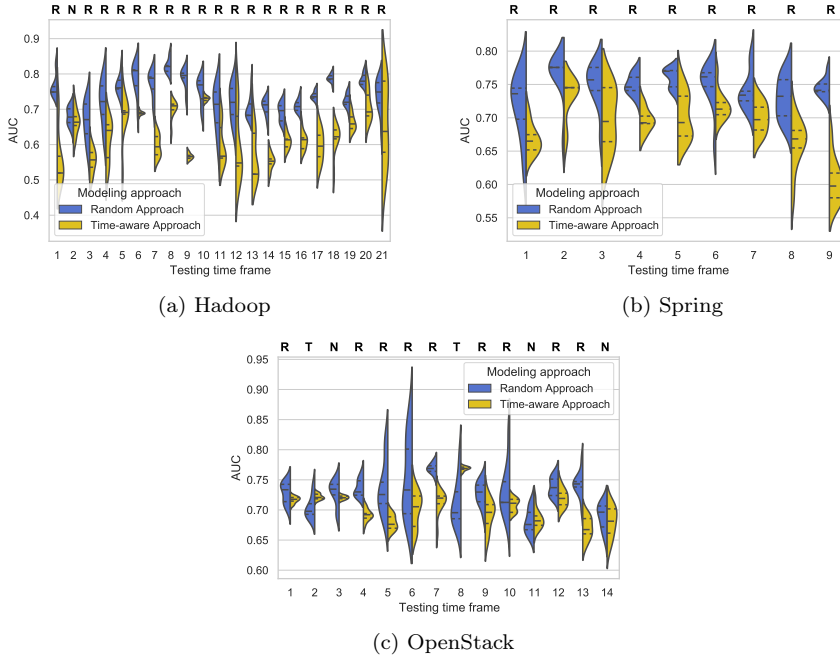 R N R R R R R R R R R R R R R R R R R R R
0.9
0.8
0.7
0.6
0.5
0.4
AUC
Modeling approach
Random Approach
Time-aware Approach
1 2 3 4 5 6 7 8 9 10 11 12 13 14 15 16 17 18 19 20 21
Testing time frame
(a) Hadoop
R R R R R R R R R
0.80
0.75
0.70
0.65
0.60
0.55
AUC
Modeling approach
Random Approach
Time-aware Approach
1 2 3 4 5 6 7 8 9
Testing time frame
(b) Spring
R T N R R R R T R R N R R N
0.95
0.90
0.85
0.80
0.75
0.70
0.65
0.60
AUC
Modeling approach
Random Approach
Time-aware Approach
1 2 3 4 5 6 7 8 9 10 11 12 13 14
Testing time frame
(c) OpenStack